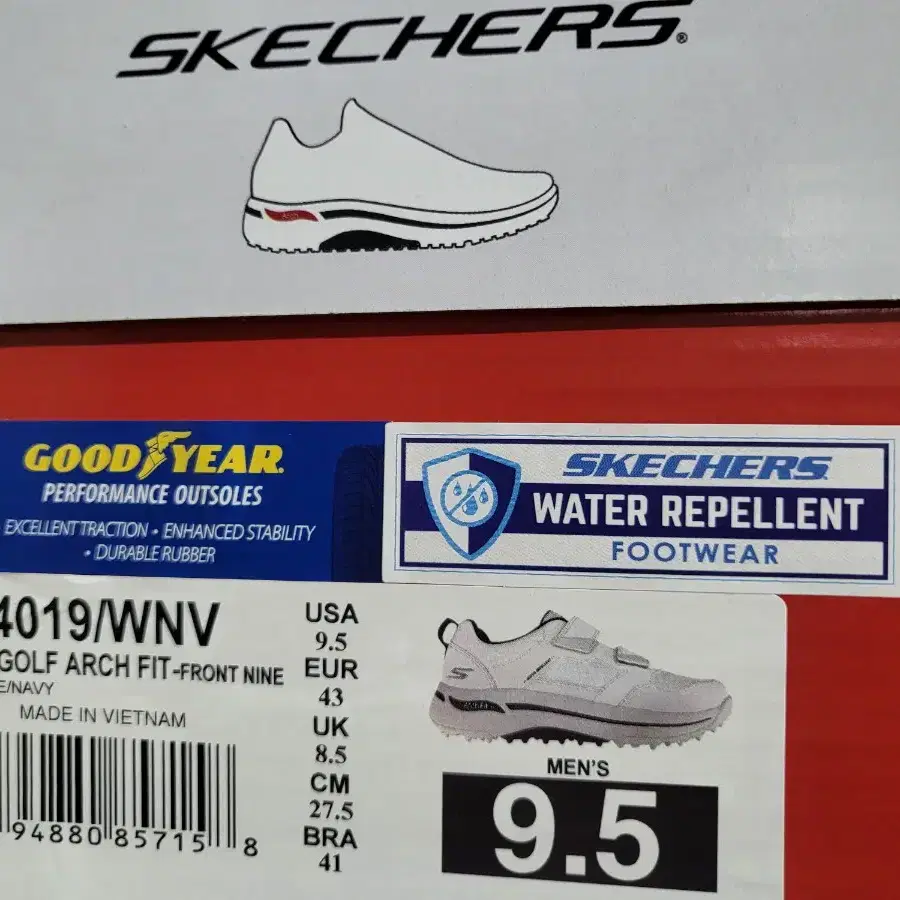 SKECHERS®
GOODYEAR
PERFORMANCE OUTSOLES
EXCELLENT TRACTION • ENHANCED STABILITY
• DURABLE RUBBER
SKECHERS
WATER REPELLENT
FOOTWEAR
4019/WNV
GOLF ARCH FIT-FRONT NINE
E/NAVY
MADE IN VIETNAM
94880 85715 8
USA
9.5
EUR
43
UK
8.5
CM
27.5
BRA
41
MEN'S
9.5